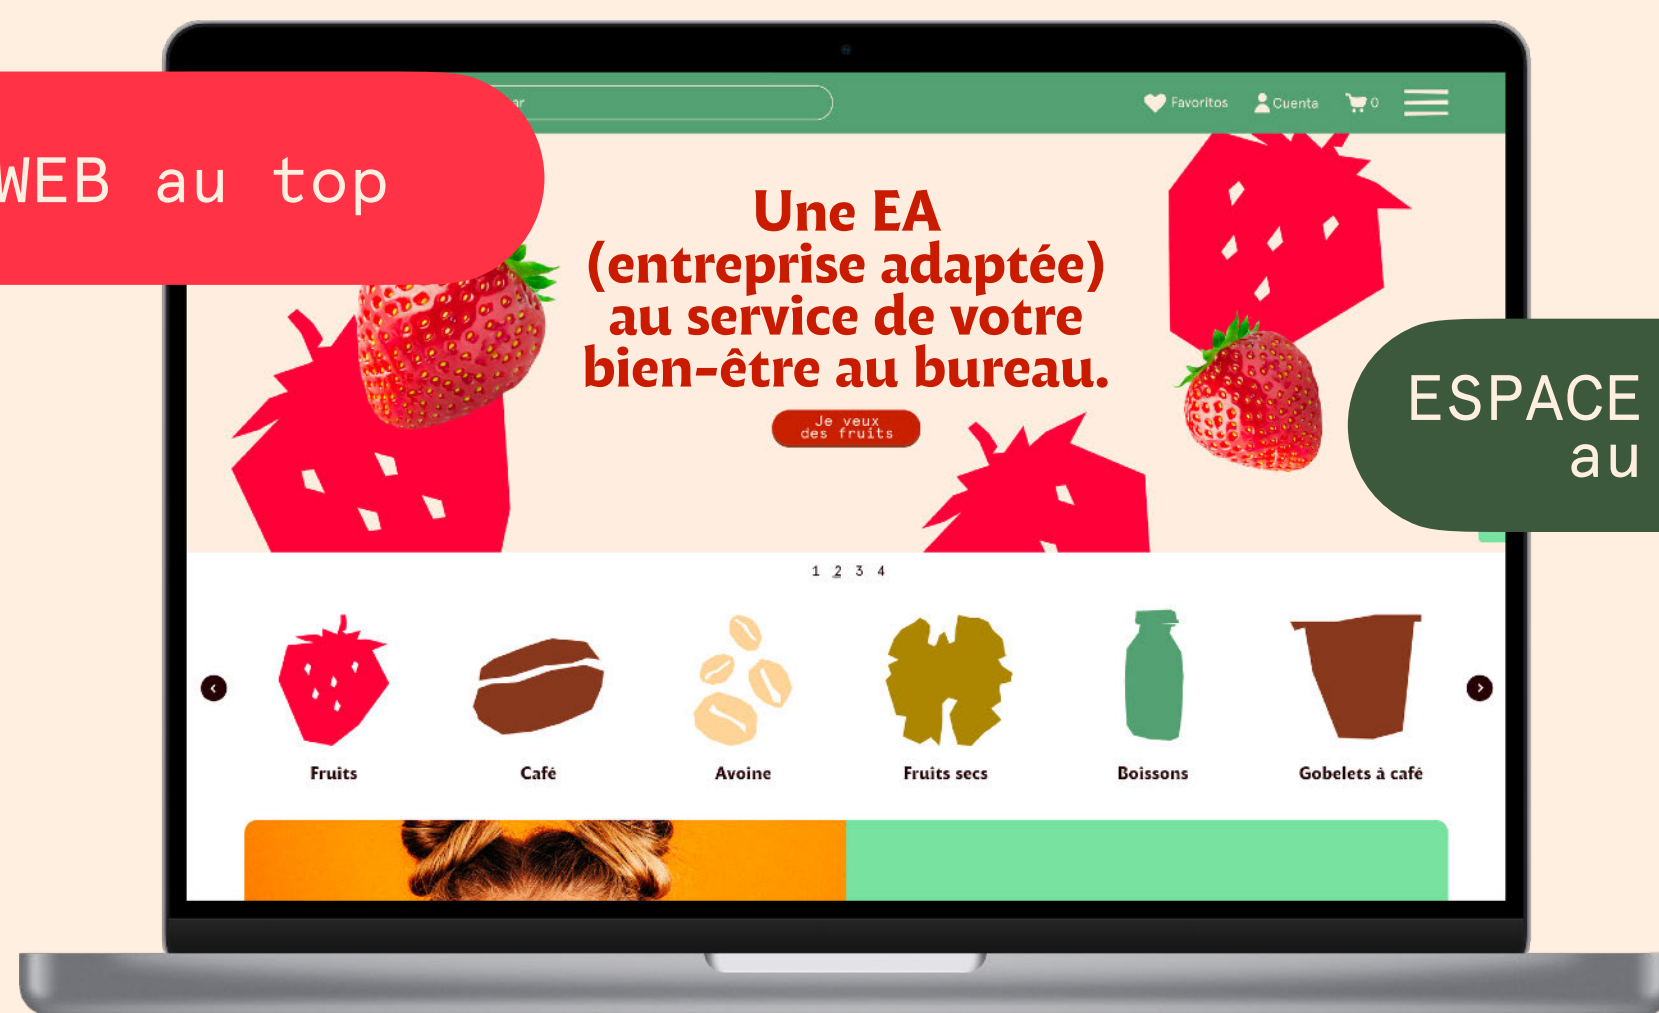 WEB au top
Favoritos
Cuenta
0
Une EA
(entreprise adaptée)
au service de votre
bien-être au bureau.
Je veux
des fruits
ESPACE
au
1 2 3 4
Fruits
Café
Avoine
Fruits secs
Boissons
Gobelets à café